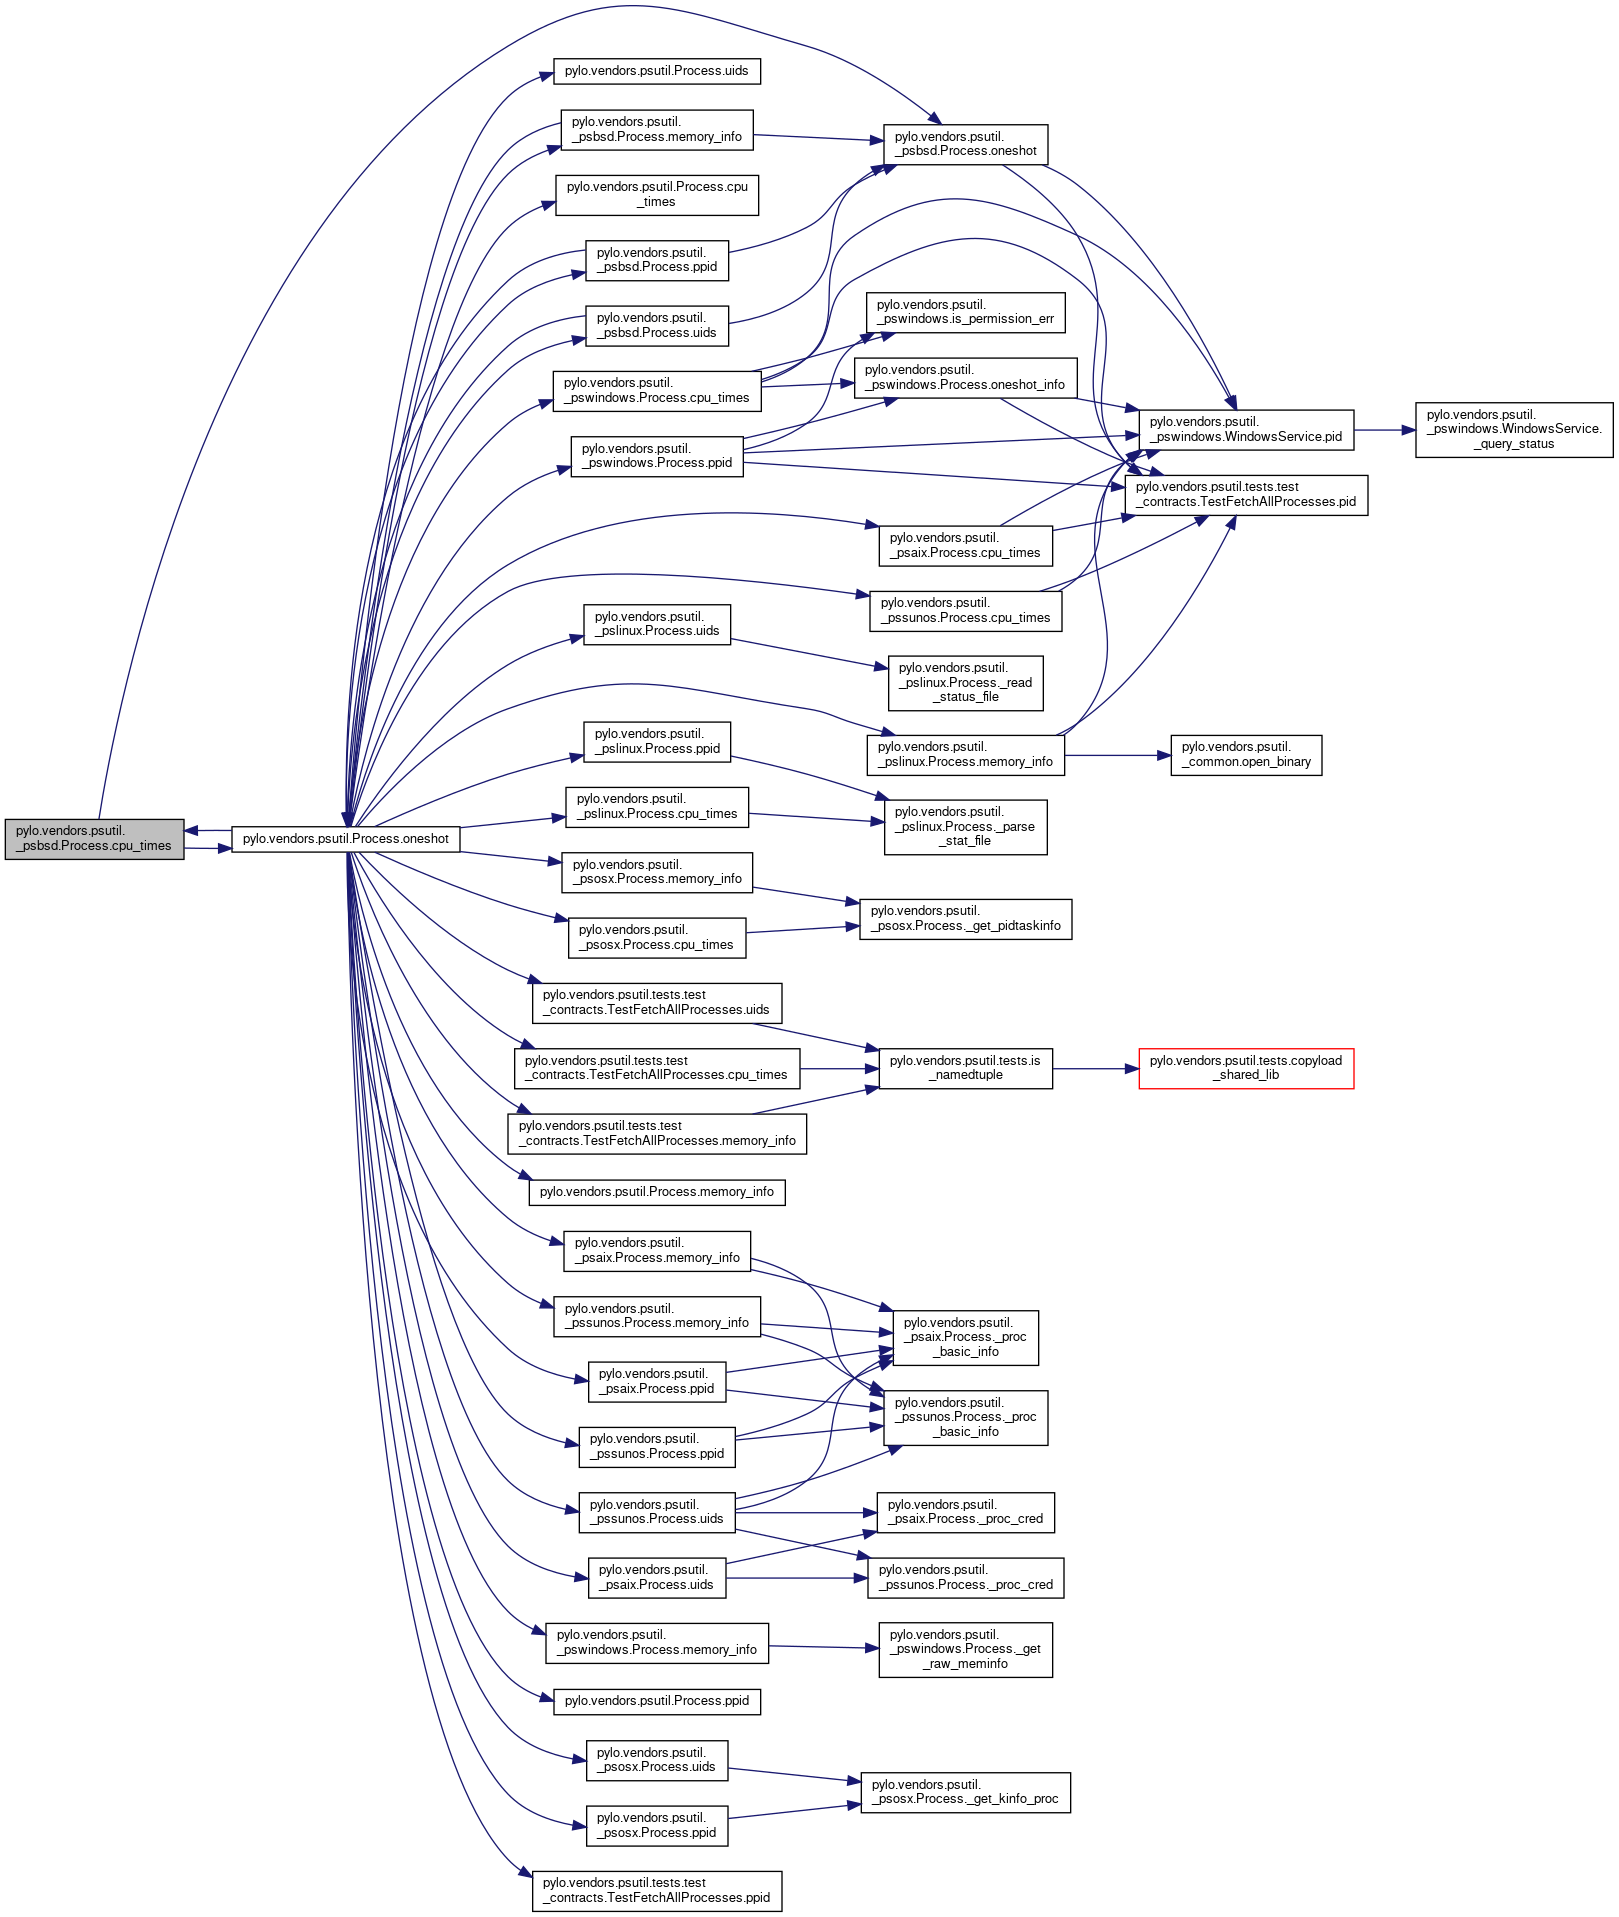 pylo.vendors.psutil.
_psbsd.Process.cpu_times
pylo.vendors.psutil.Process.oneshot
pylo.vendors.psutil.Process.uids
pylo.vendors.psutil.
_psbsd.Process.memory_info
pylo.vendors.psutil.Process.cpu
_times
pylo.vendors.psutil.
_psbsd.Process.ppid
pylo.vendors.psutil.
_psbsd.Process.uids
pylo.vendors.psutil.
_pswindows.Process.cpu_times
pylo.vendors.psutil.
_pswindows.Process.ppid
pylo.vendors.psutil.
_pslinux.Process.uids
pylo.vendors.psutil.
_pslinux.Process.ppid
pylo.vendors.psutil.
_pslinux.Process.cpu_times
pylo.vendors.psutil.
_psosx.Process.memory_info
pylo.vendors.psutil.
_psosx.Process.cpu_times
pylo.vendors.psutil.tests.test
_contracts.TestFetchAllProcesses.uids
pylo.vendors.psutil.tests.test
_contracts.TestFetchAllProcesses.cpu_times
pylo.vendors.psutil.tests.test
_contracts.TestFetchAllProcesses.memory_info
pylo.vendors.psutil.Process.memory_info
pylo.vendors.psutil.
_psaix.Process.memory_info
pylo.vendors.psutil.
_pssunos.Process.memory_info
pylo.vendors.psutil.
_psaix.Process.ppid
pylo.vendors.psutil.
_pssunos.Process.ppid
pylo.vendors.psutil.
_pssunos.Process.uids
pylo.vendors.psutil.
_psaix.Process.uids
pylo.vendors.psutil.
_pswindows.Process.memory_info
pylo.vendors.psutil.Process.ppid
pylo.vendors.psutil.
_psosx.Process.uids
pylo.vendors.psutil.
_psosx.Process.ppid
pylo.vendors.psutil.tests.test
_contracts.TestFetchAllProcesses.ppid
pylo.vendors.psutil.
_psbsd.Process.oneshot
pylo.vendors.psutil.
_pswindows.is_permission_err
pylo.vendors.psutil.
_pswindows.Process.oneshot_info
pylo.vendors.psutil.
_psaix.Process.cpu_times
pylo.vendors.psutil.
_pssunos.Process.cpu_times
pylo.vendors.psutil.
_pslinux.Process._read
_status_file
pylo.vendors.psutil.
_pslinux.Process.memory_info
pylo.vendors.psutil.
_pslinux.Process._parse
_stat_file
pylo.vendors.psutil.
_psosx.Process._get_pidtaskinfo
pylo.vendors.psutil.tests.is
_namedtuple
pylo.vendors.psutil.
_psaix.Process._proc
_basic_info
pylo.vendors.psutil.
_pssunos.Process._proc
_basic_info
pylo.vendors.psutil.
_psaix.Process._proc_cred
pylo.vendors.psutil.
_pssunos.Process._proc_cred
pylo.vendors.psutil.
_pswindows.Process._get
_raw_meminfo
pylo.vendors.psutil.
_psosx.Process._get_kinfo_proc
pylo.vendors.psutil.
_pswindows.WindowsService.pid
pylo.vendors.psutil.tests.test
_contracts.TestFetchAllProcesses.pid
pylo.vendors.psutil.
_common.open_binary
pylo.vendors.psutil.tests.copyload
_shared_lib
pylo.vendors.psutil.
_pswindows.WindowsService.
_query_status